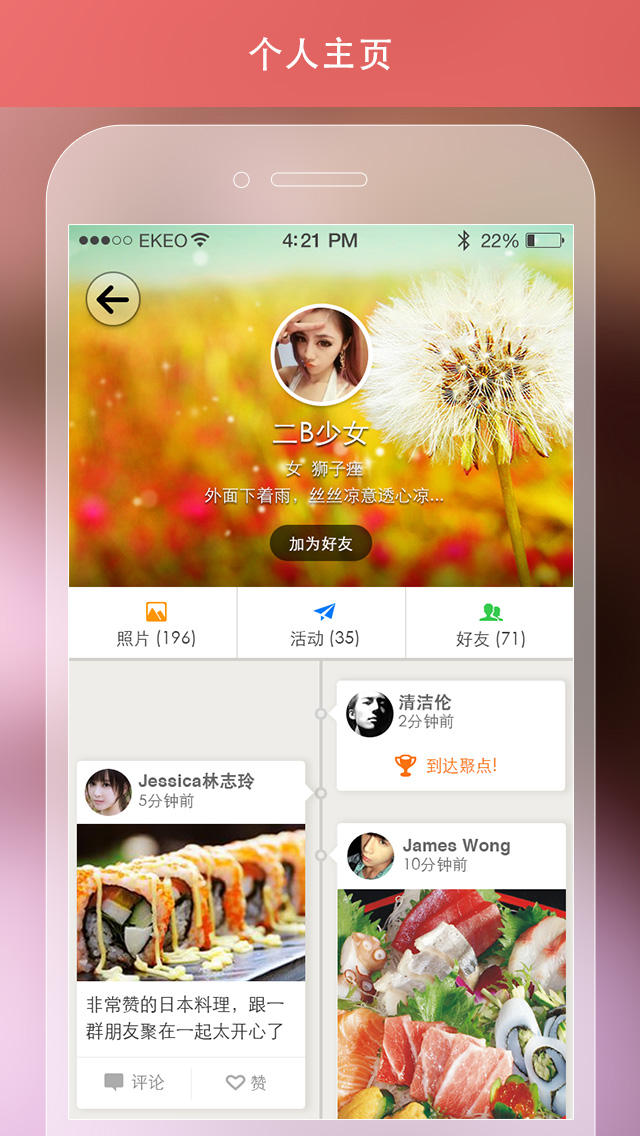 个人主页
EKEO 4:21 PM 22%
二B少女
女 狮子座
外面下着雨，丝丝凉意透心凉...
加为好友
照片 (196) 活动 (35) 好友 (71)
清洁伦
2分钟前
到达聚点!
Jessica林志玲
5分钟前
James Wong
10分钟前
非常赞的日本料理，跟一
群朋友聚在一起太开心了
评论 赞